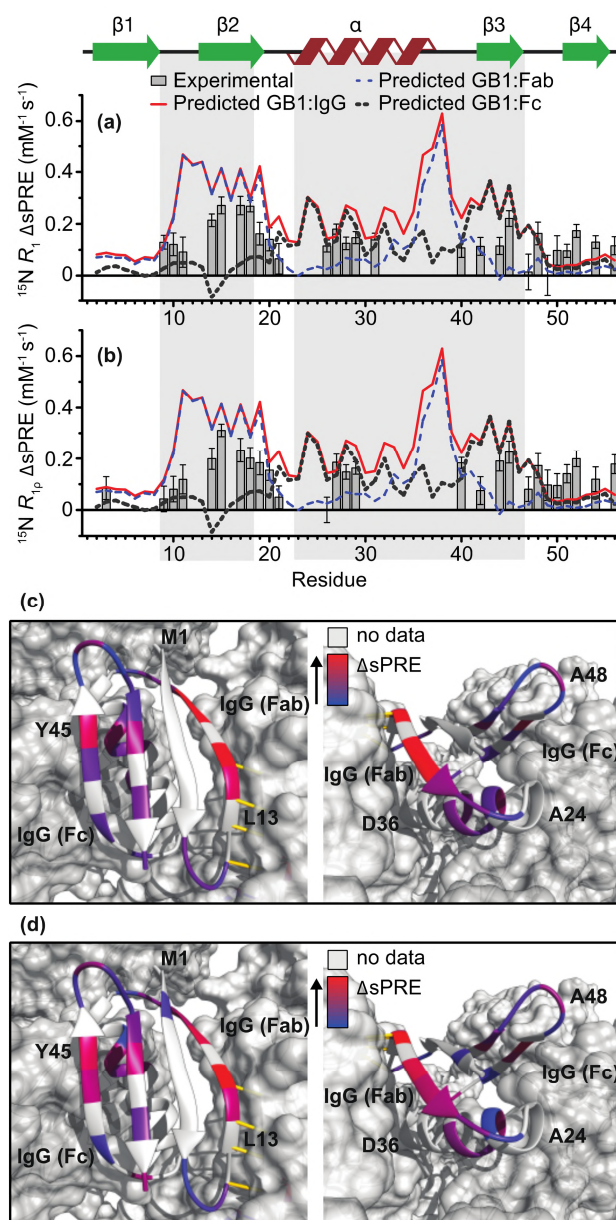 β1 β2 α β3 β4
Experimental Predicted GB1:Fab
Predicted GB1:IgG Predicted GB1:Fc
(a)
¹⁵N R₁ ΔsPRE (mM⁻¹ s⁻¹)
0.6
0.4
0.2
0
10 20 30 40 50
(b)
¹⁵N R₁ρ ΔsPRE (mM⁻¹ s⁻¹)
0.6
0.4
0.2
0
10 20 30 40 50
Residue
(c)
M1
Y45
IgG (Fab)
L13
IgG (Fc)
no data
ΔsPRE
A48
IgG (Fc)
IgG (Fab)
D36
A24
(d)
M1
Y45
IgG (Fab)
L13
IgG (Fc)
no data
ΔsPRE
A48
IgG (Fc)
IgG (Fab)
D36
A24